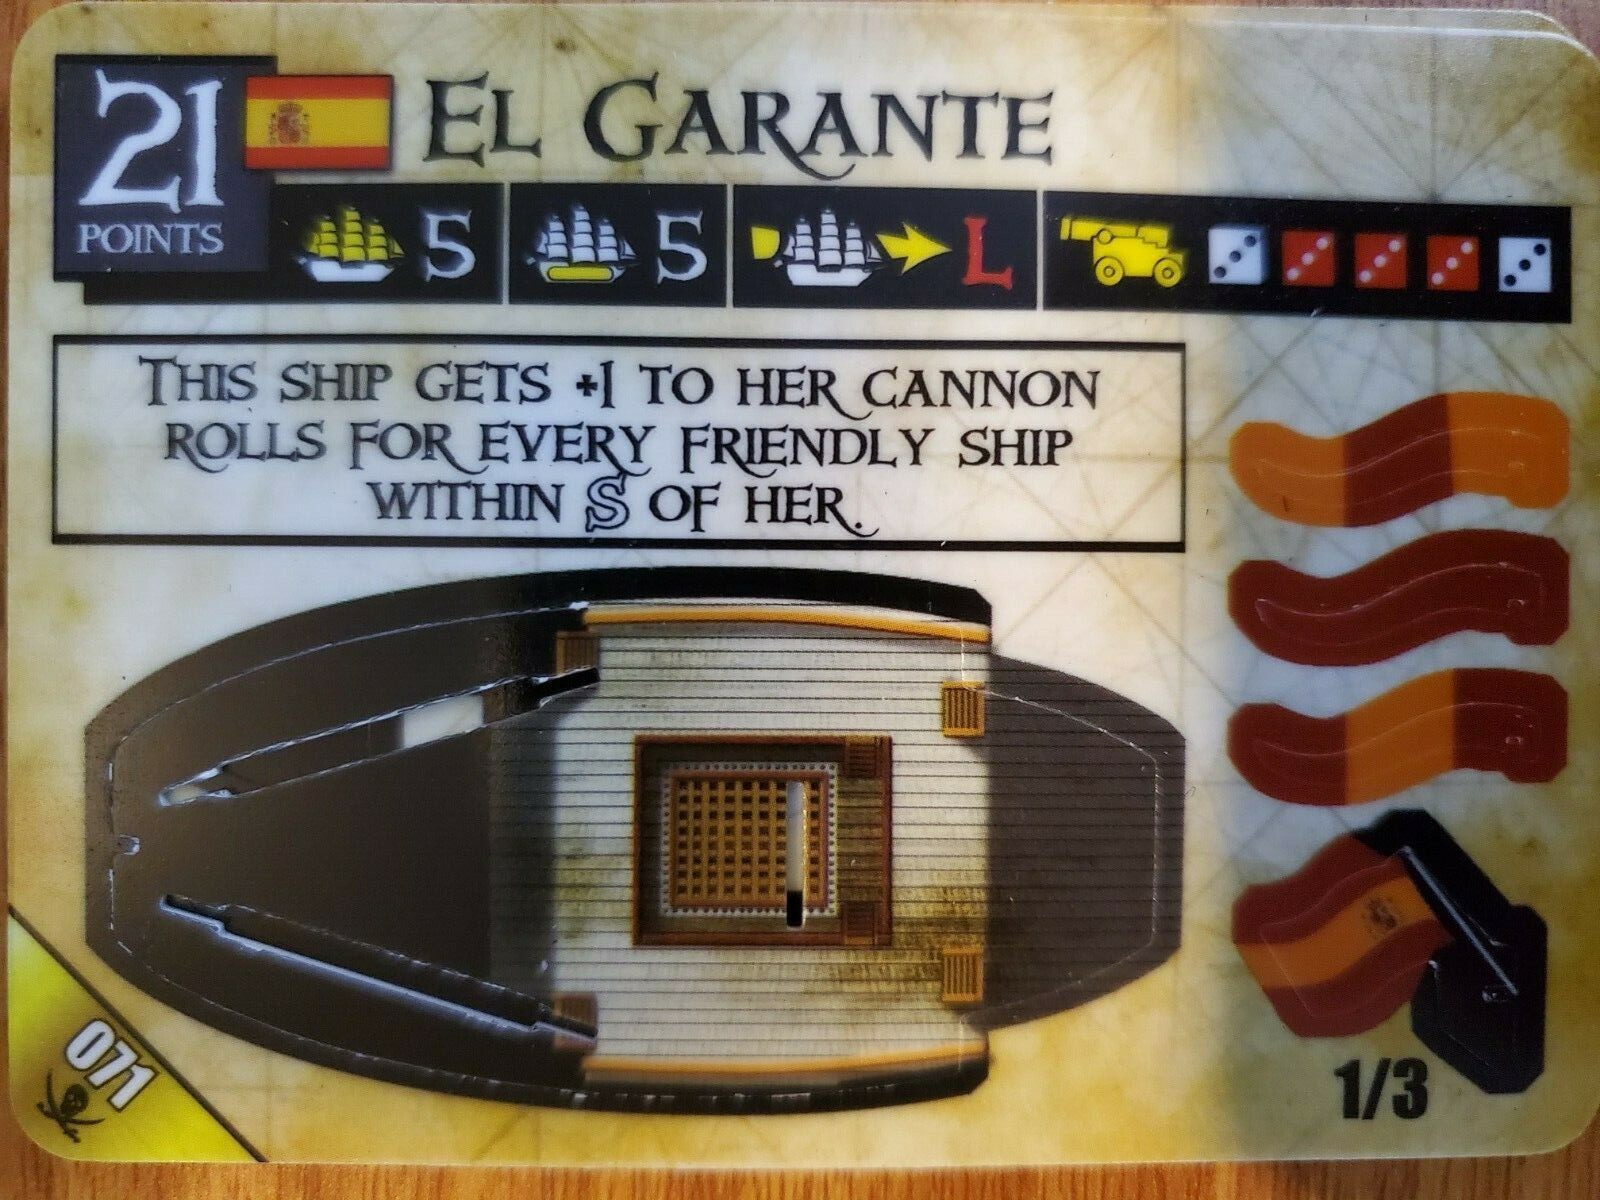 21
POINTS
EL GARANTE
5
5
L
THIS SHIP GETS +1 TO HER CANNON
ROLLS FOR EVERY FRIENDLY SHIP
WITHIN S OF HER.
071
1/3